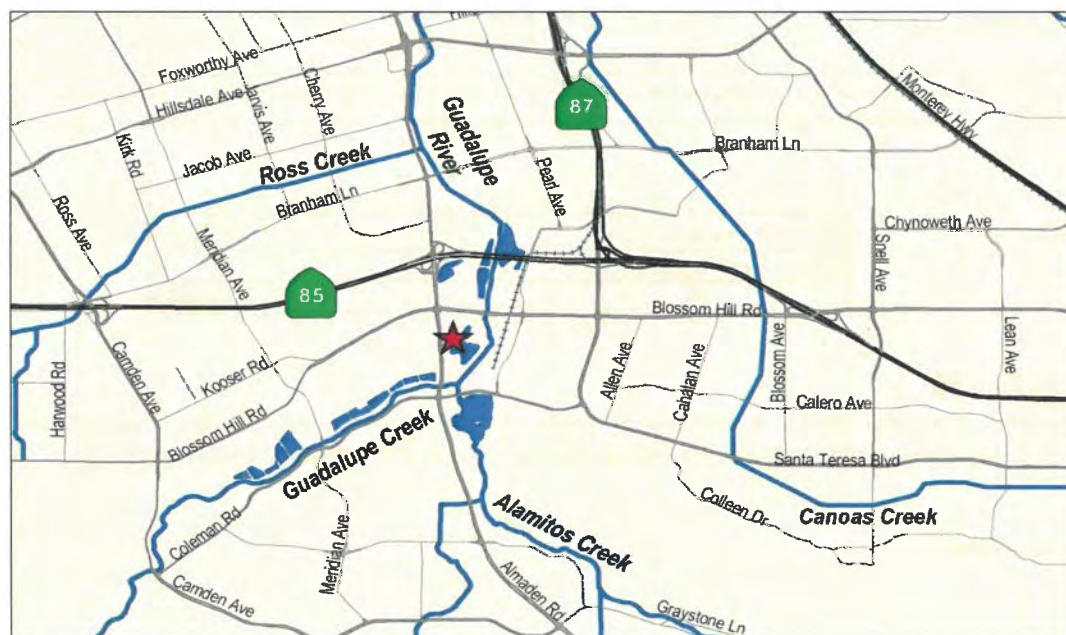 Foxworthy Ave
Hillsdale Ave
Jarvis Ave
Cherry Ave
Kirk Rd
Jacob Ave
Ross Creek
Guadalupe
River
87
Monterey Hwy
Branham Ln
Pearl Ave
Branham Ln
Ross Ave
Meridian Ave
Chynoweth Ave
Snell Ave
85
Blossom Hill Rd
Lean Ave
Harwood Rd
Camden Ave
Kooser Rd
Allen Ave
Cahalan Ave
Blossom Ave
Calero Ave
Blossom Hill Rd
Guadalupe Creek
Santa Teresa Blvd
Colleen Dr
Canoas Creek
Coleman Rd
Meridian Ave
Alamitos Creek
Almaden Rd
Camden Ave
Graystone Ln